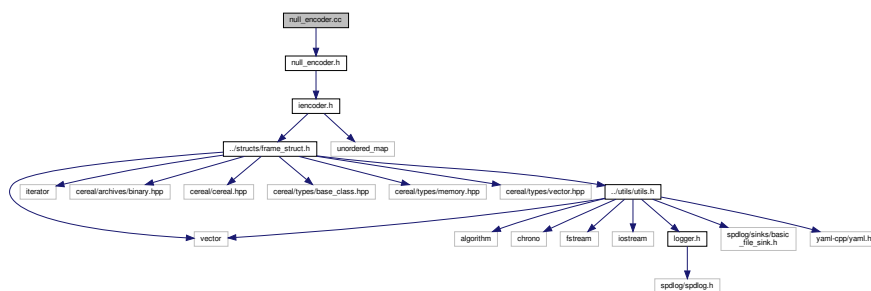 null_encoder.cc
null_encoder.h
iencoder.h
../structs/frame_struct.h
unordered_map
iterator
cereal/archives/binary.hpp
cereal/cereal.hpp
cereal/types/base_class.hpp
cereal/types/memory.hpp
cereal/types/vector.hpp
../utils/utils.h
vector
algorithm
chrono
fstream
iostream
logger.h
spdlog/sinks/basic
_file_sink.h
yaml-cpp/yaml.h
spdlog/spdlog.h